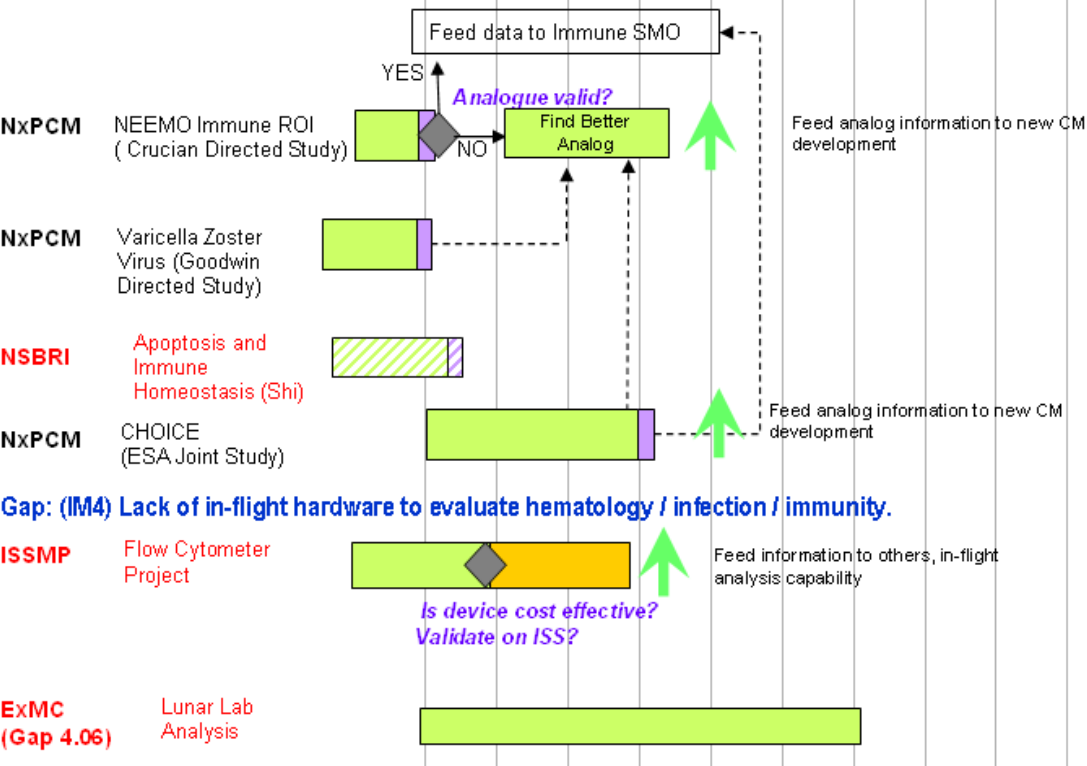 Feed data to Immune SMO
YES
Analogue valid?
NxPCM
NEEMO Immune ROI
( Crucian Directed Study)
NO
Find Better
Analog
Feed analog information to new CM
development
NxPCM
Varicella Zoster
Virus (Goodwin
Directed Study)
NSBRI
Apoptosis and
Immune
Homeostasis (Shi)
NxPCM
CHOICE
(ESA Joint Study)
Feed analog information to new CM
development
Gap: (IM4) Lack of in-flight hardware to evaluate hematology / infection / immunity.
ISSMP
Flow Cytometer
Project
Feed information to others, in-flight
analysis capability
Is device cost effective?
Validate on ISS?
ExMC
(Gap 4.06)
Lunar Lab
Analysis